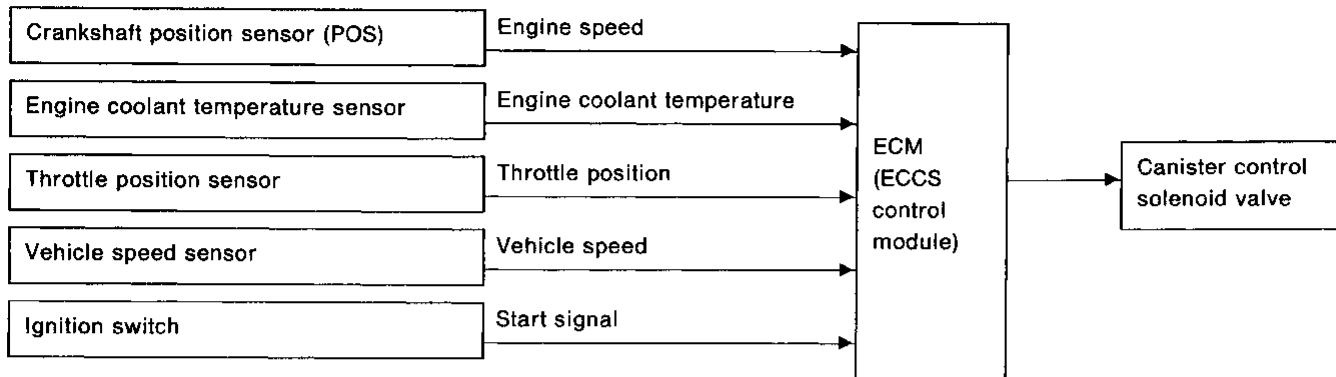 Crankshaft position sensor (POS)
Engine speed
Engine coolant temperature sensor
Engine coolant temperature
Throttle position sensor
Throttle position
Vehicle speed sensor
Vehicle speed
Ignition switch
Start signal
ECM
(ECCS
control
module)
Canister control
solenoid valve